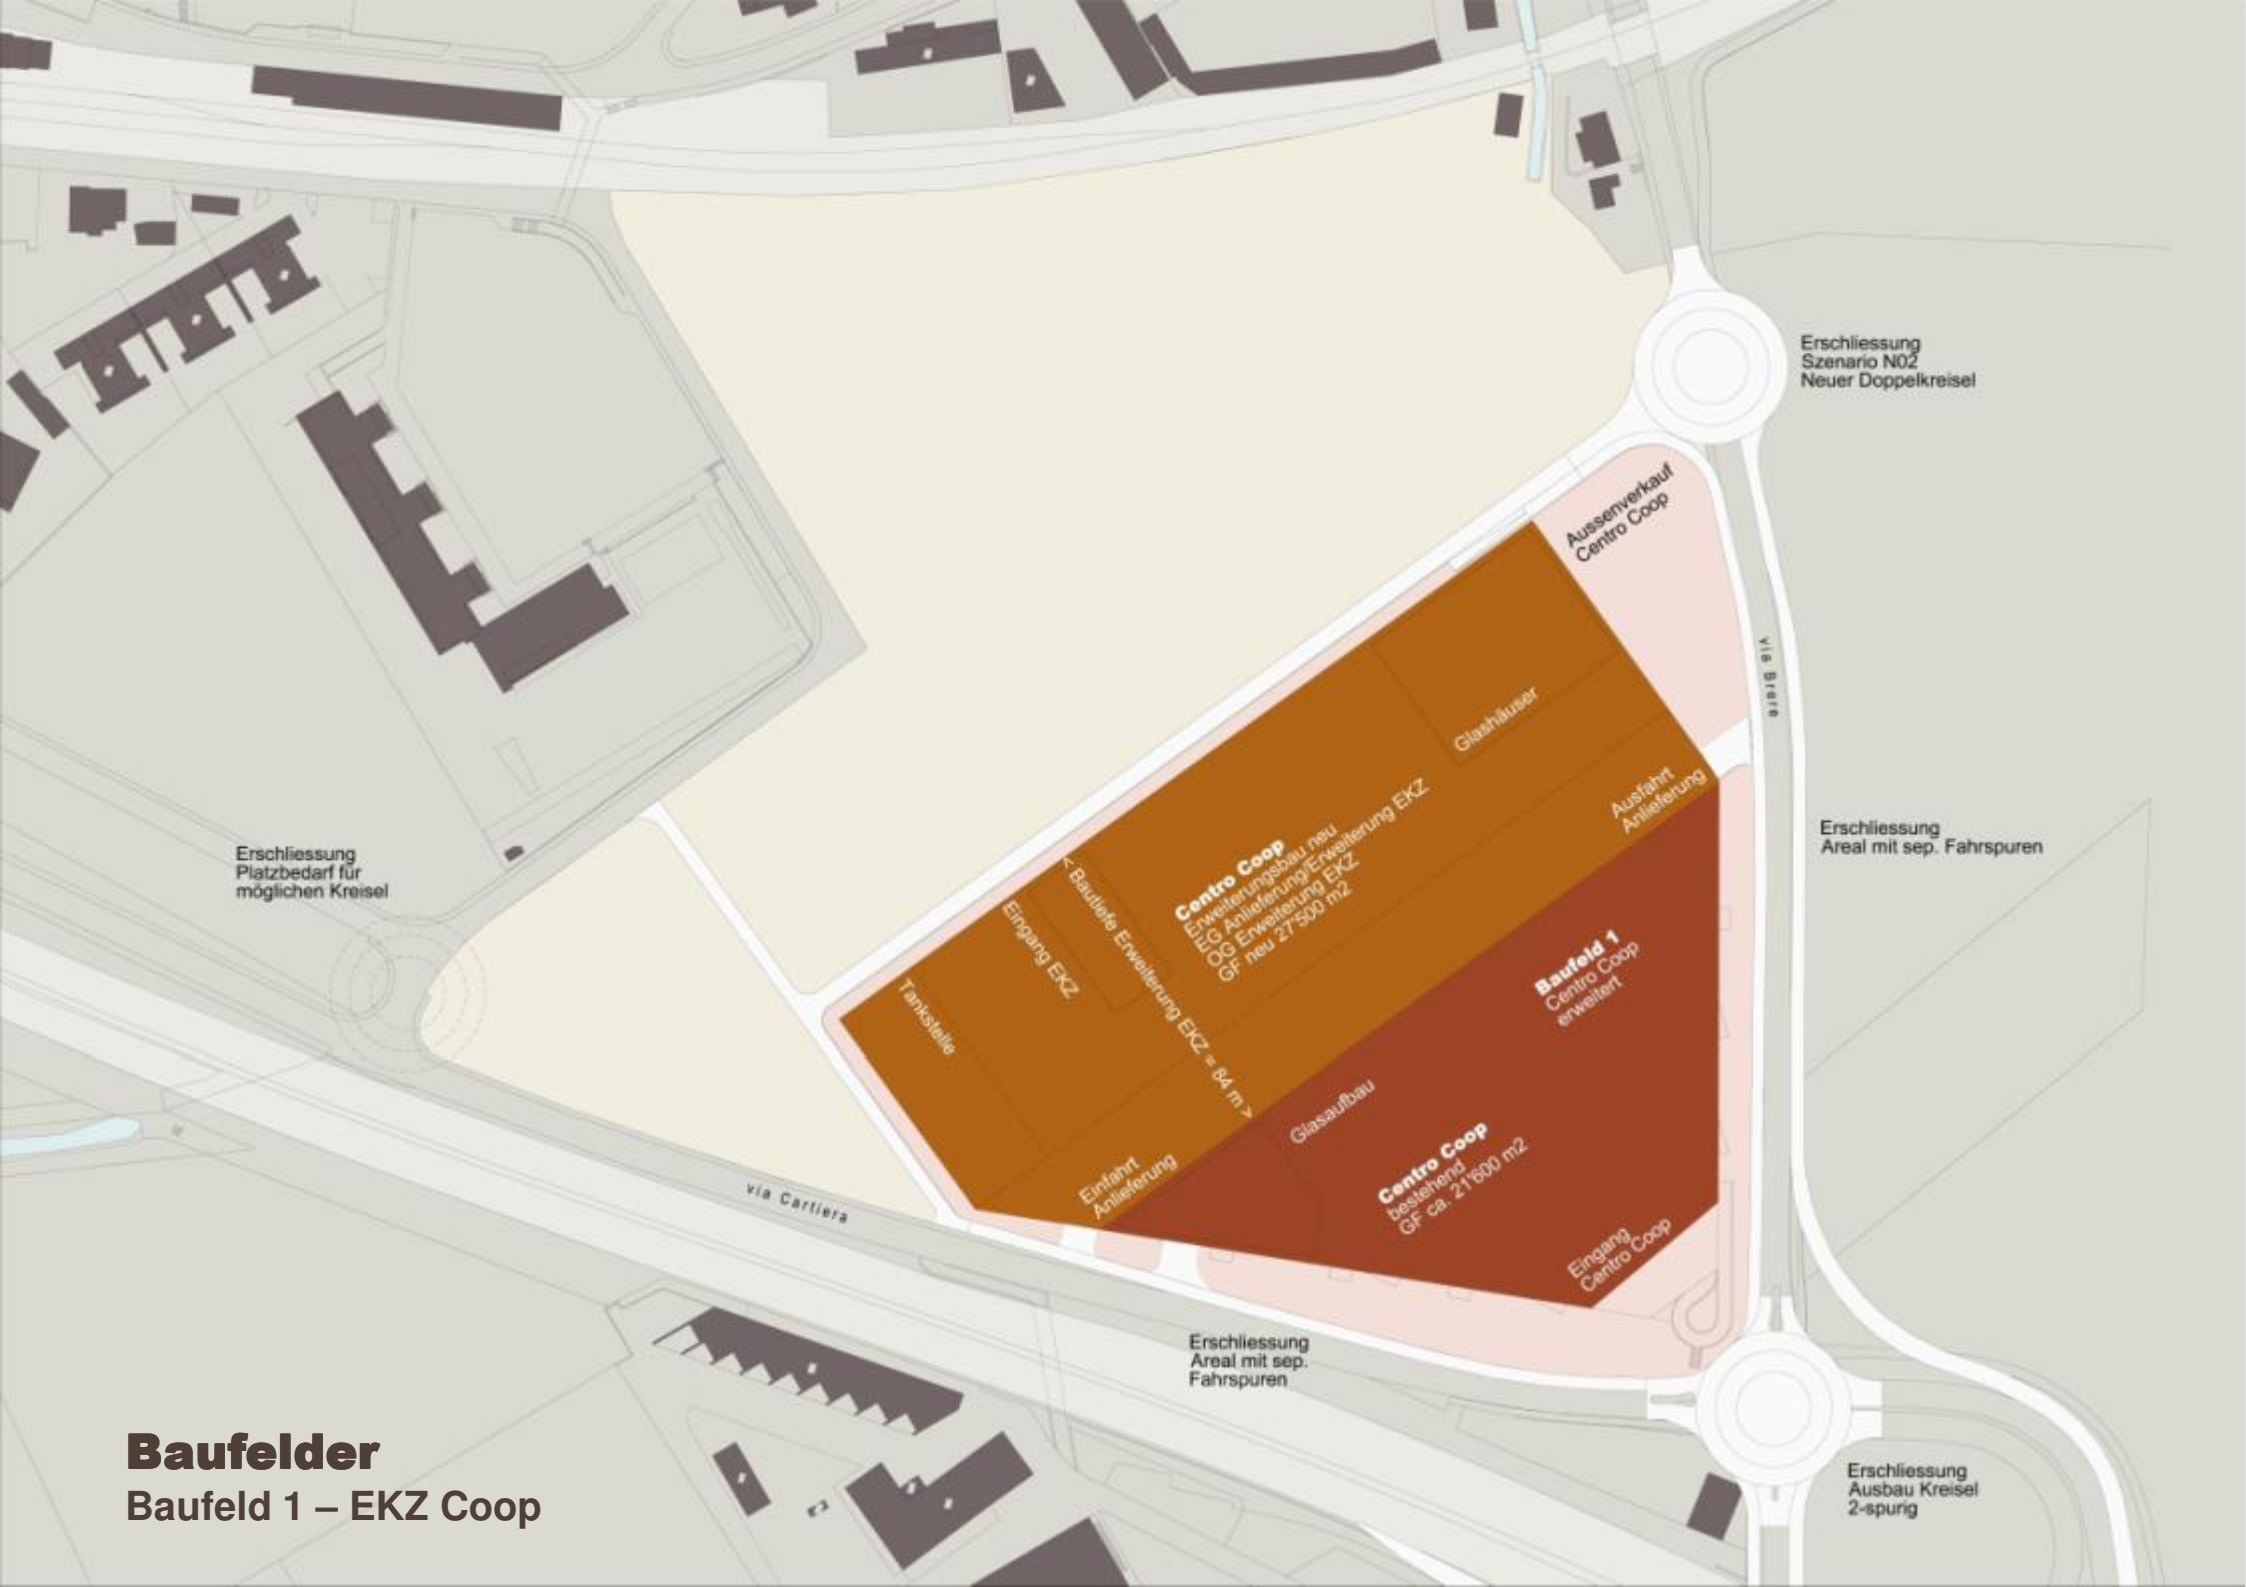 Erschliessung
Szenario N02
Neuer Doppelkreisel
Aussenverkauf
Centro Coop
via Brere
Glashäuser
Ausfahrt
Anlieferung
Erschliessung
Areal mit sep. Fahrspuren
Erschliessung
Platzbedarf für
möglichen Kreisel
Centro Coop
Erweiterungsbau neu
EG Anlieferung/Erweiterung EKZ
OG Erweiterung EKZ
GF neu 27'500 m2
< Bautiefe Erweiterung EKZ = 84 m >
Eingang EKZ
Tankstelle
Baufeld 1
Centro Coop
erweitert
Glasaufbau
Centro Coop
bestehend
GF ca. 21'600 m2
Einfahrt
Anlieferung
Eingang
Centro Coop
via Cartiera
Erschliessung
Areal mit sep.
Fahrspuren
Erschliessung
Ausbau Kreisel
2-spurig
Baufelder
Baufeld 1 – EKZ Coop